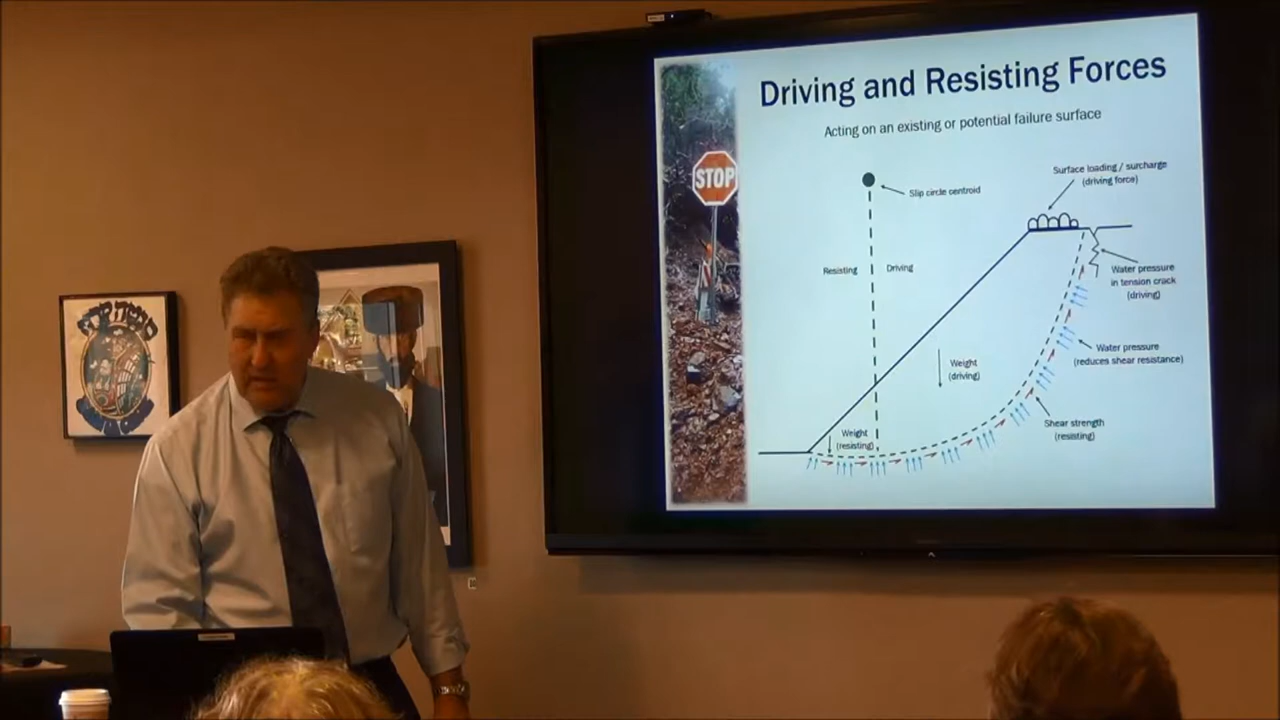 Driving and Resisting Forces
Acting on an existing or potential failure surface
STOP
Surface loading / surcharge
(driving force)
Slip circle centroid
Resisting
Driving
Water pressure
in tension crack
(driving)
Water pressure
(reduces shear resistance)
Weight
(driving)
Shear strength
(resisting)
Weight
(resisting)